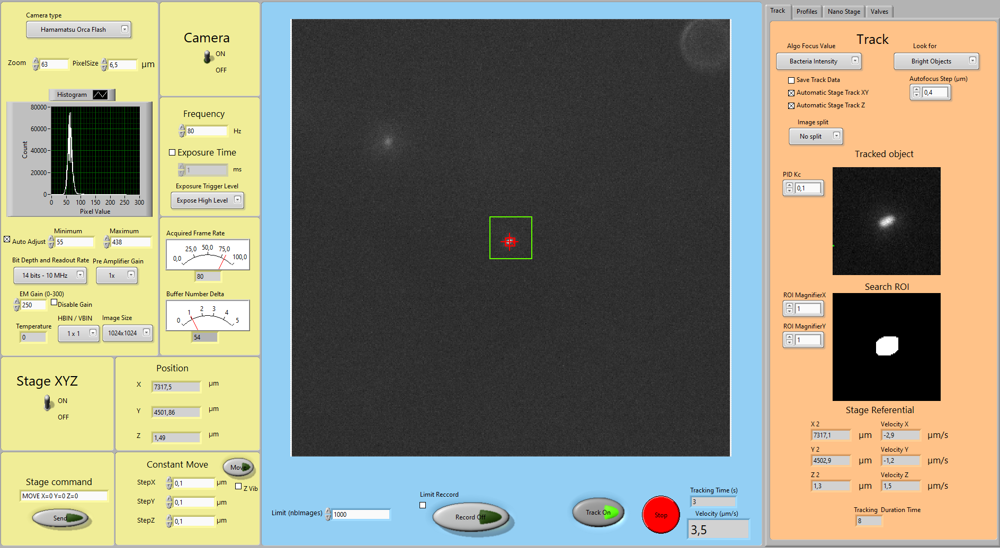 Camera type
Hamamatsu Orca Flash
Zoom 63 PixelSize 6,5 µm
Histogram
80000
60000
40000
20000
0
Count
0 50 100 150 200 250 300
Pixel Value
Auto Adjust
Minimum
55
Maximum
438
Bit Depth and Readout Rate
14 bits - 10 MHz
Pre Amplifier Gain
1x
EM Gain (0-300)
250
Disable Gain
Temperature
0
HBIN / VBIN
1 x 1
Image Size
1024x1024
Camera
ON
OFF
Frequency
80 Hz
Exposure Time
1 ms
Exposure Trigger Level
Expose High Level
Acquired Frame Rate
0,0 25,0 50,0 75,0 100,0
80
Buffer Number Delta
0 1 2 3 4 5
54
Stage XYZ
ON
OFF
Position
X 7317,5 µm
Y 4501,86 µm
Z 1,49 µm
Stage command
MOVE X=0 Y=0 Z=0
Send
Constant Move
Move
StepX 0,1 µm
Z Vib
StepY 0,1 µm
StepZ 0,1 µm
Limit (nbImages) 1000
Limit Reccord
Record Off
Track On
Stop
Tracking Time (s)
3
Velocity (µm/s)
3,5
Track Profiles Nano Stage Valves
Track
Algo Focus Value
Bacteria Intensity
Look for
Bright Objects
Save Track Data
Automatic Stage Track XY
Automatic Stage Track Z
Autofocus Step (µm)
0,4
Image split
No split
Tracked object
PID Kc
0,1
Search ROI
ROI MagnifierX
1
ROI MagnifierY
1
Stage Referential
X 2
7317,1 µm
Velocity X
-2,9 µm/s
Y 2
4502,9 µm
Velocity Y
-1,2 µm/s
Z 2
1,3 µm
Velocity Z
1,5 µm/s
Tracking Duration Time
8